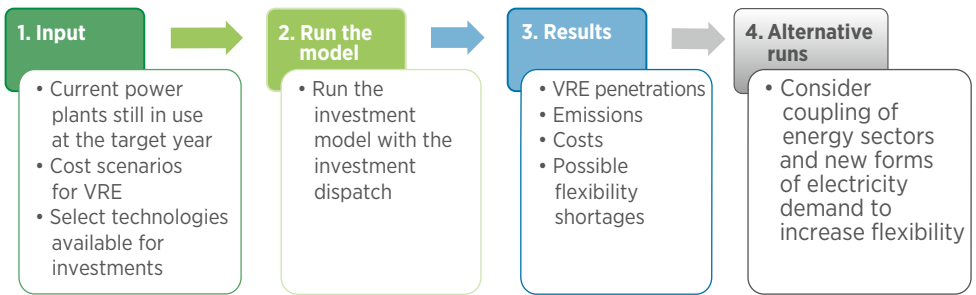 1. Input
• Current power
plants still in use
at the target year
• Cost scenarios
for VRE
• Select technologies
available for
investments
2. Run the
model
• Run the
investment
model with the
investment
dispatch
3. Results
• VRE penetrations
• Emissions
• Costs
• Possible
flexibility
shortages
4. Alternative
runs
• Consider
coupling of
energy sectors
and new forms
of electricity
demand to
increase flexibility